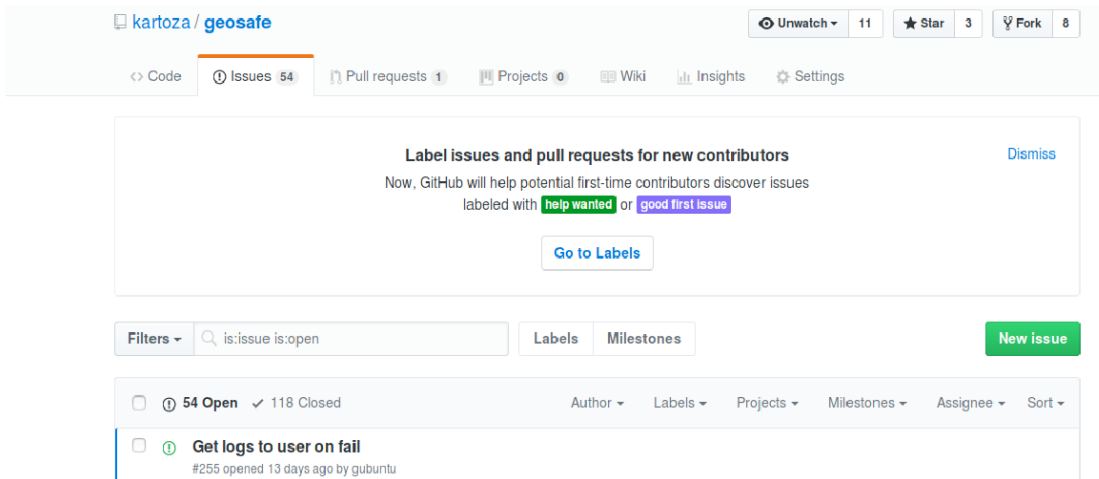 kartoza / geosafe
Unwatch 11 Star 3 Fork 8
Code Issues 54 Pull requests 1 Projects 0 Wiki Insights Settings
Label issues and pull requests for new contributors
Dismiss
Now, GitHub will help potential first-time contributors discover issues
labeled with help wanted or good first issue
Go to Labels
Filters is:issue is:open Labels Milestones New issue
54 Open 118 Closed Author Labels Projects Milestones Assignee Sort
Get logs to user on fail
#255 opened 13 days ago by gubuntu